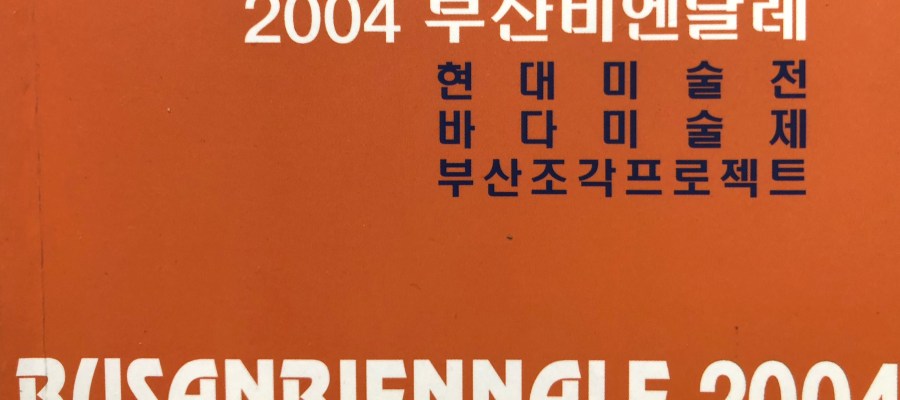 2004 부산비엔날레
현대미술전
바다미술제
부산조각프로젝트
BUSANBIENNALE 2004